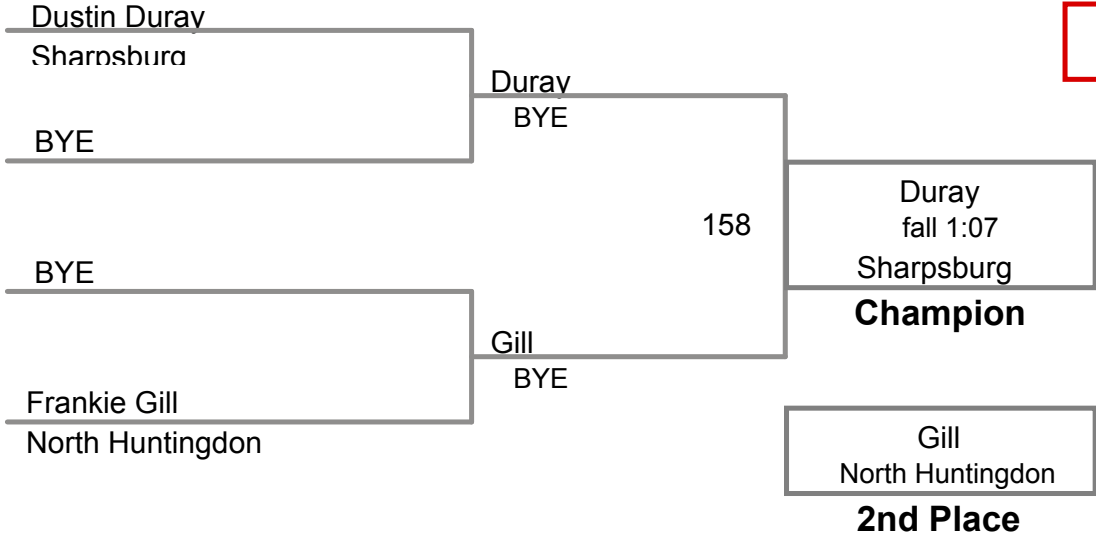 Dustin Duray
Sharpsburg
BYE
BYE
Frankie Gill
North Huntingdon
Duray
BYE
Gill
BYE
158
Duray
fall 1:07
Sharpsburg
Champion
Gill
North Huntingdon
2nd Place